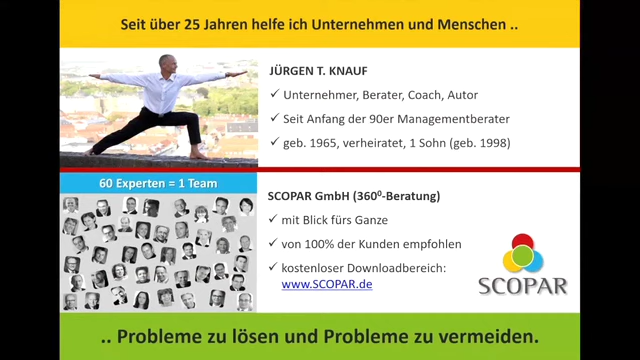 Seit über 25 Jahren helfe ich Unternehmen und Menschen ..
JÜRGEN T. KNAUF
✓ Unternehmer, Berater, Coach, Autor
✓ Seit Anfang der 90er Managementberater
✓ geb. 1965, verheiratet, 1 Sohn (geb. 1998)
60 Experten = 1 Team
SCOPAR GmbH (360⁰-Beratung)
✓ mit Blick fürs Ganze
✓ von 100% der Kunden empfohlen
✓ kostenloser Downloadbereich:
www.SCOPAR.de
SCOPAR
.. Probleme zu lösen und Probleme zu vermeiden.